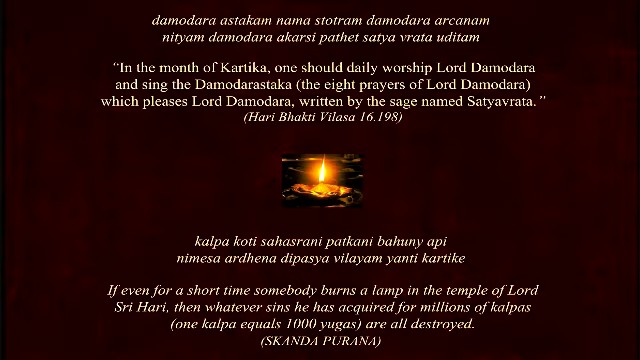 damodara astakam nama stotram damodara arcanam
nityam damodara akarsi pathet satya vrata uditam
“In the month of Kartika, one should daily worship Lord Damodara
and sing the Damodarastaka (the eight prayers of Lord Damodara)
which pleases Lord Damodara, written by the sage named Satyavrata.”
(Hari Bhakti Vilasa 16.198)
kalpa koti sahasrani patkani bahuny api
nimesa ardhena dipasya vilayam yanti kartike
If even for a short time somebody burns a lamp in the temple of Lord
Sri Hari, then whatever sins he has acquired for millions of kalpas
(one kalpa equals 1000 yugas) are all destroyed.
(SKANDA PURANA)